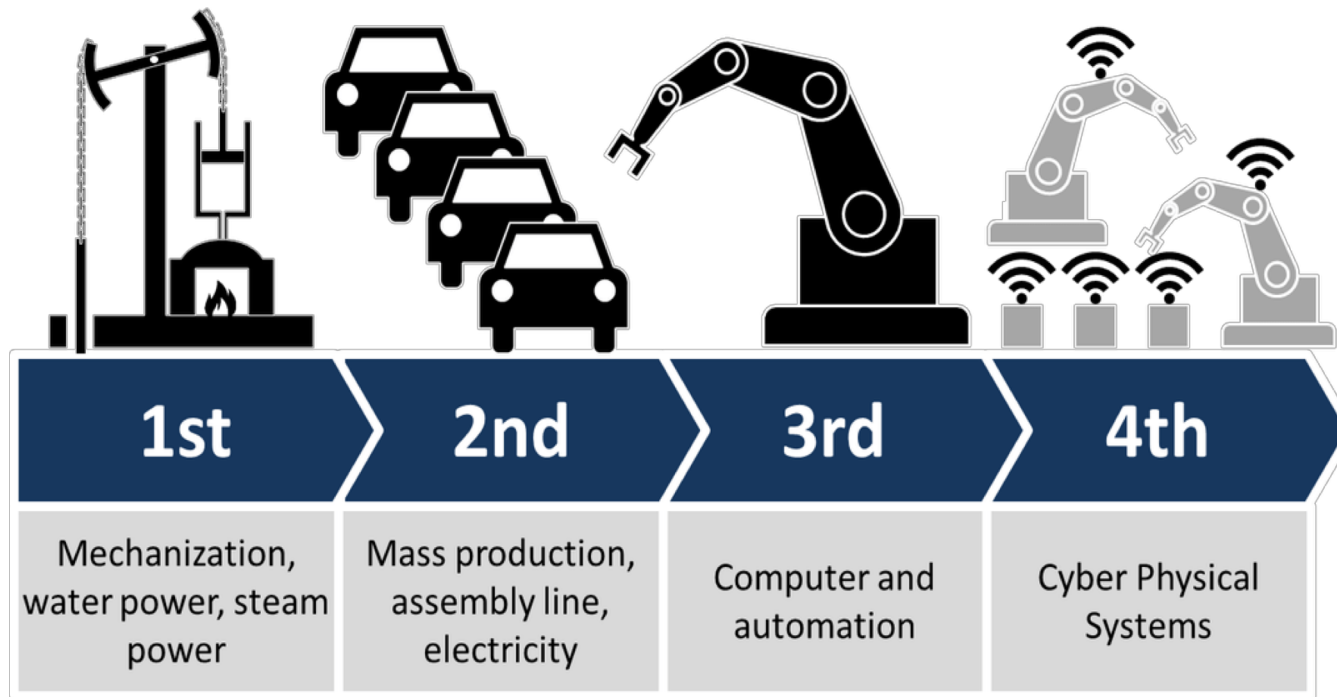 1st
2nd
3rd
4th
Mechanization,
water power, steam
power
Mass production,
assembly line,
electricity
Computer and
automation
Cyber Physical
Systems